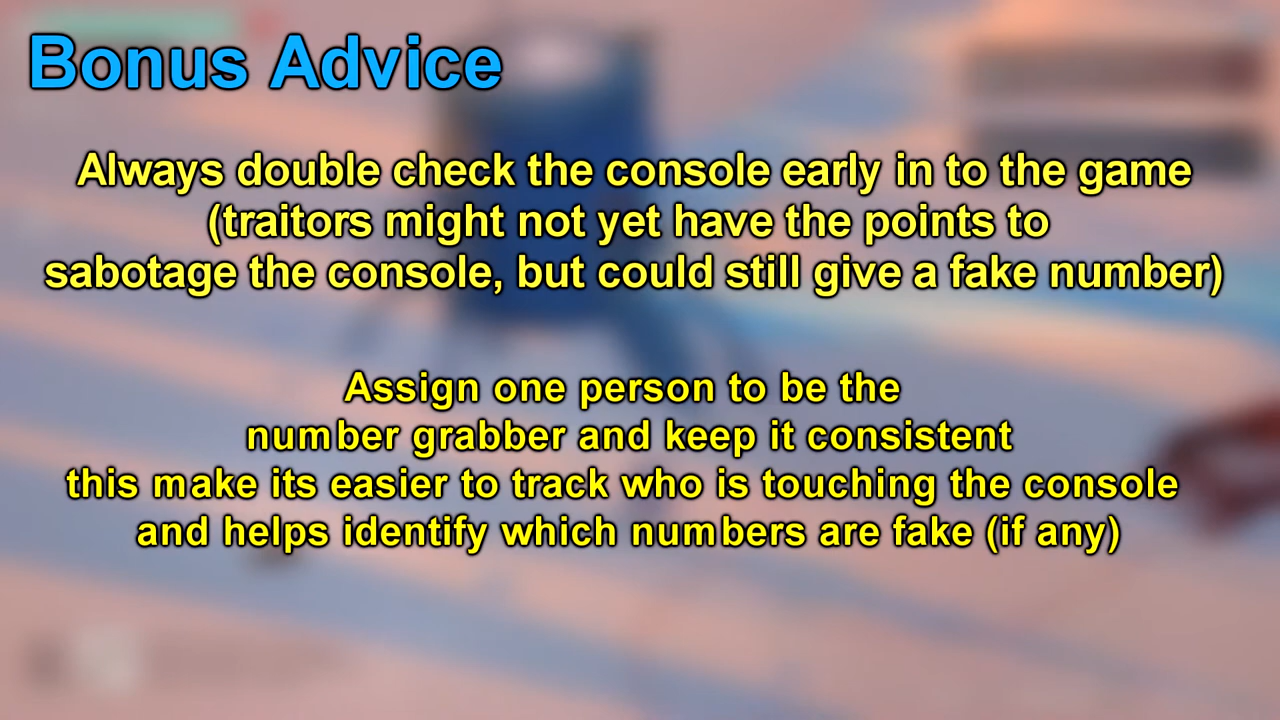 Bonus Advice
Always double check the console early in to the game
(traitors might not yet have the points to
sabotage the console, but could still give a fake number)
Assign one person to be the
number grabber and keep it consistent
this make its easier to track who is touching the console
and helps identify which numbers are fake (if any)